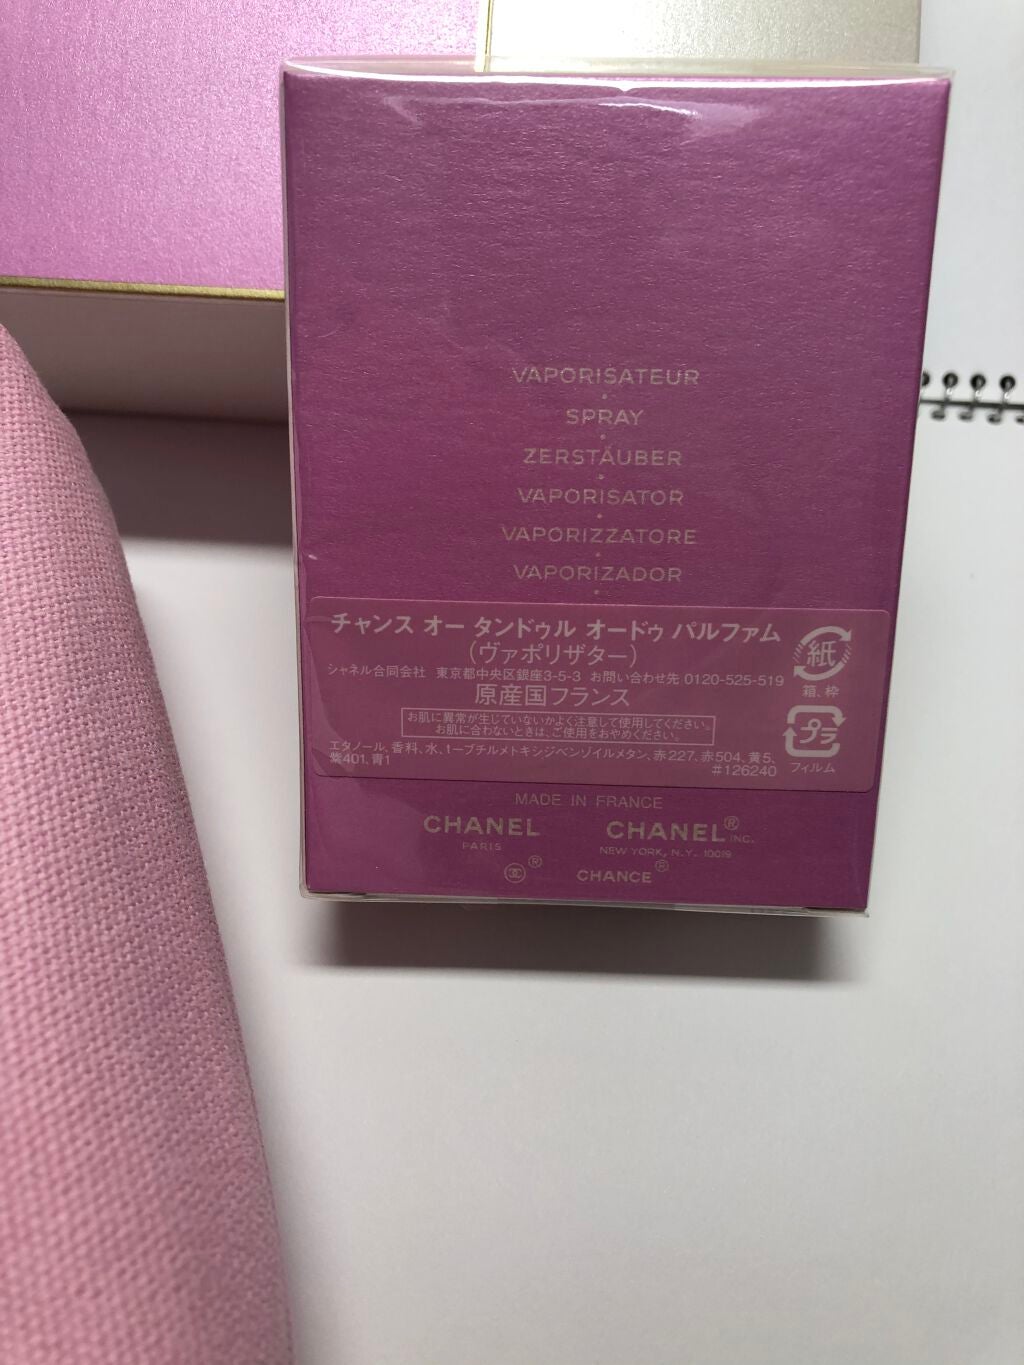 VAPORISATEUR
SPRAY
ZERSTÄUBER
VAPORISATOR
VAPORIZZATORE
VAPORIZADOR
チャンス オー タンドゥル オードゥ パルファム
(ヴァポリザター)
シャネル合同会社 東京都中央区銀座3-5-3 お問い合わせ先 0120-525-519
原産国フランス
お肌に異常が生じていないかよく注意して使用してください。
お肌に合わないときは、ご使用をおやめください。
エタノール、香料、水、t-ブチルメトキシジベンゾイルメタン、赤227、赤504、黄5、
紫401、青1
#126240
紙
箱、枠
プラ
フィルム
MADE IN FRANCE
CHANEL
PARIS
CHANEL® INC.
NEW YORK, N.Y. 10019
®
CHANCE®